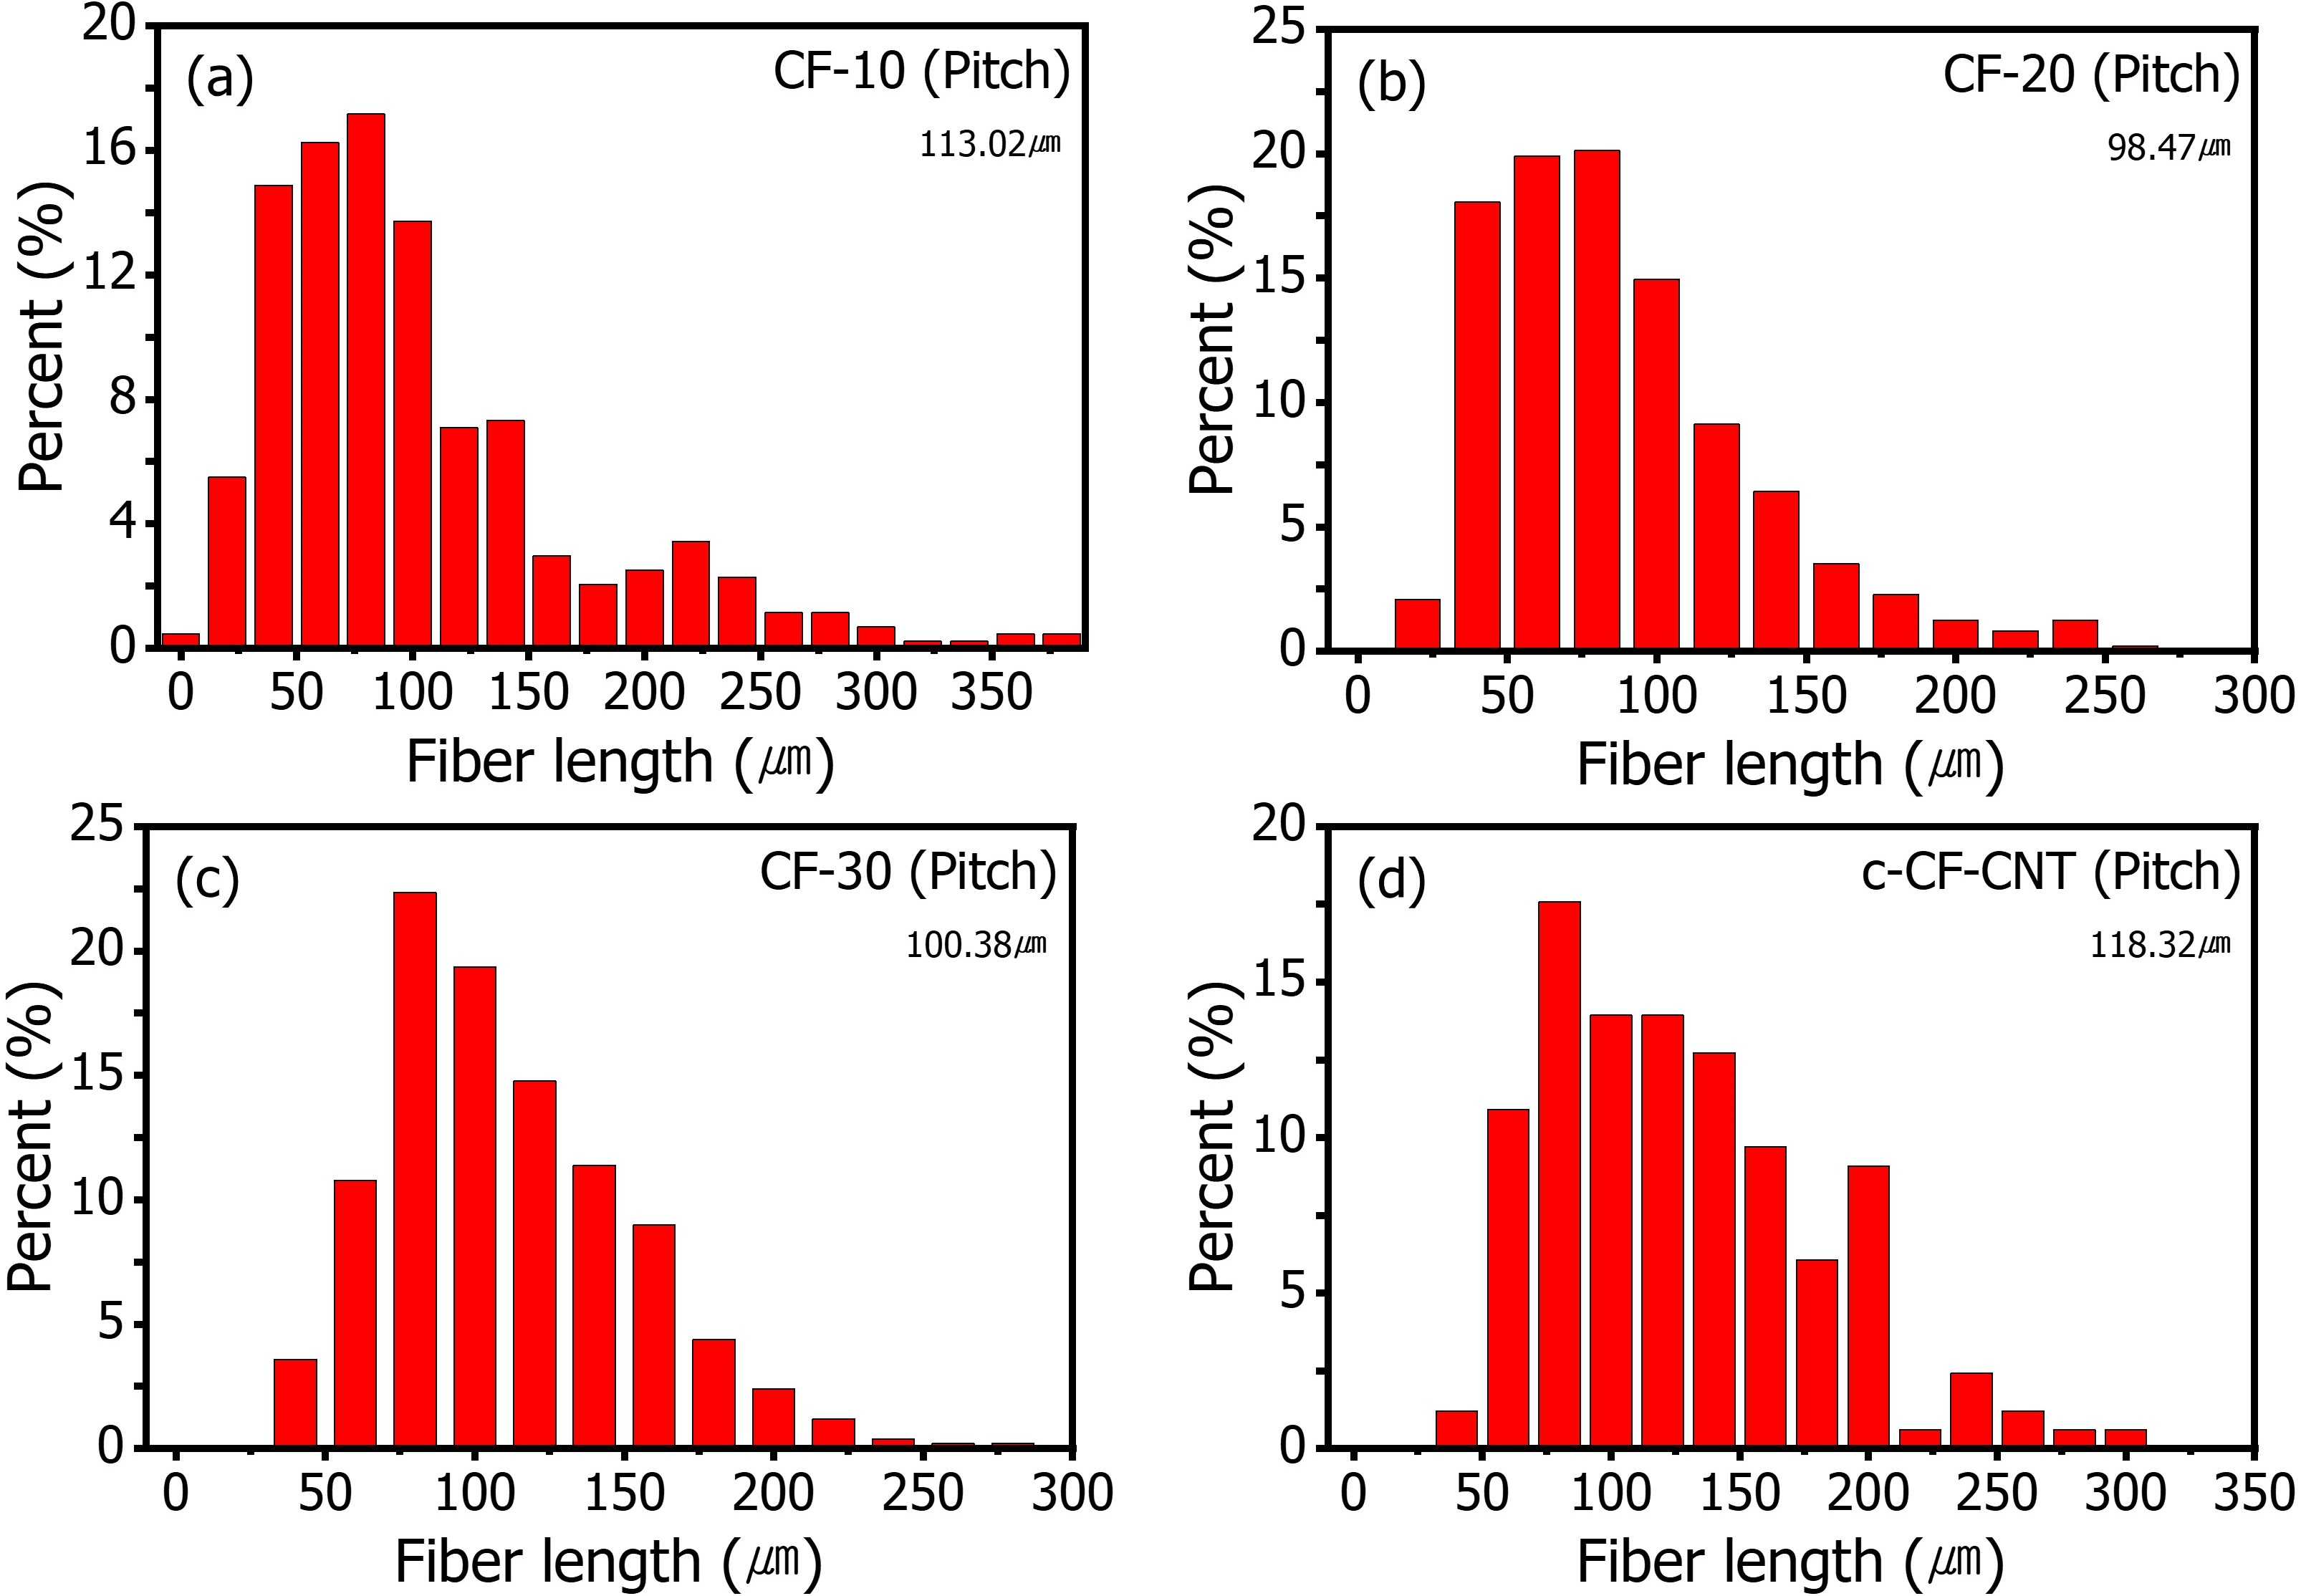 (a)
CF-10 (Pitch)
113.02㎛
Percent (%)
20
16
12
8
4
0
0 50 100 150 200 250 300 350
Fiber length (㎛)
(b)
CF-20 (Pitch)
98.47㎛
Percent (%)
25
20
15
10
5
0
0 50 100 150 200 250 300
Fiber length (㎛)
(c)
CF-30 (Pitch)
100.38㎛
Percent (%)
25
20
15
10
5
0
0 50 100 150 200 250 300
Fiber length (㎛)
(d)
c-CF-CNT (Pitch)
118.32㎛
Percent (%)
20
15
10
5
0
0 50 100 150 200 250 300 350
Fiber length (㎛)